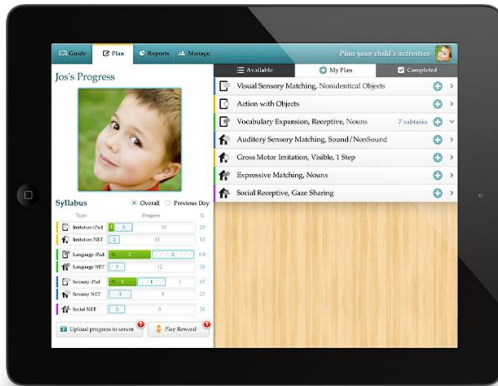 Guide Plan Reports Manage
Plan your child's activities
Jos's Progress
Available My Plan Completed
Visual Sensory Matching, Nonidentical Objects
Action with Objects
Vocabulary Expansion, Receptive, Nouns 7 subtasks
Auditory Sensory Matching, Sound/NonSound
Gross Motor Imitation, Visible, 1 Step
Expressive Matching, Nouns
Social Receptive, Gaze Sharing
Syllabus Overall Previous Day
Type Progress %
Imitation iPad
Imitation NET
Language iPad
Language NET
Sensory iPad
Sensory NET
Social NET
Upload progress to server Play Reward